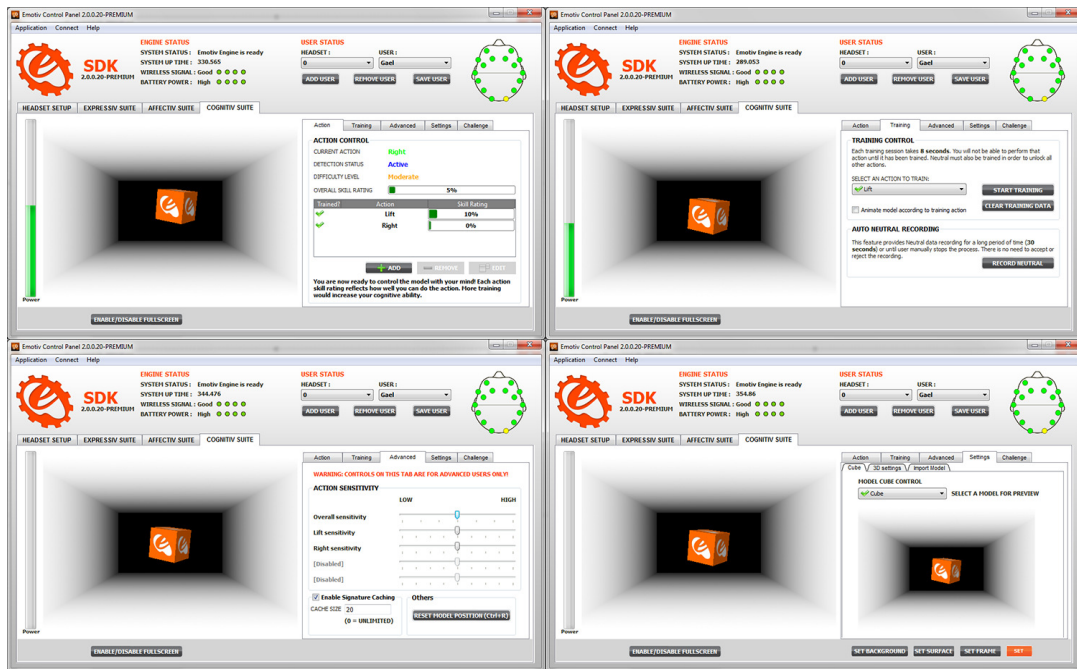 Emotiv Control Panel 2.0.0.20-PREMIUM
Application Connect Help
SDK
2.0.0.20-PREMIUM
ENGINE STATUS
SYSTEM STATUS : Emotiv Engine is ready
SYSTEM UP TIME : 330.565
WIRELESS SIGNAL : Good
BATTERY POWER : High
USER STATUS
HEADSET : USER :
0 Gael
ADD USER REMOVE USER SAVE USER
HEADSET SETUP EXPRESSIV SUITE AFFECTIV SUITE COGNITIV SUITE
Power
Action Training Advanced Settings Challenge
ACTION CONTROL
CURRENT ACTION Right
DETECTION STATUS Active
DIFFICULTY LEVEL Moderate
OVERALL SKILL RATING 5%
Trained? Action Skill Rating
Lift 10%
Right 0%
ADD REMOVE EDIT
You are now ready to control the model with your mind! Each action
skill rating reflects how well you can do the action. More training
would increase your cognitive ability.
ENABLE/DISABLE FULLSCREEN
Emotiv Control Panel 2.0.0.20-PREMIUM
Application Connect Help
SDK
2.0.0.20-PREMIUM
ENGINE STATUS
SYSTEM STATUS : Emotiv Engine is ready
SYSTEM UP TIME : 289.053
WIRELESS SIGNAL : Good
BATTERY POWER : High
USER STATUS
HEADSET : USER :
0 Gael
ADD USER REMOVE USER SAVE USER
HEADSET SETUP EXPRESSIV SUITE AFFECTIV SUITE COGNITIV SUITE
Power
Action Training Advanced Settings Challenge
TRAINING CONTROL
Each training session takes 8 seconds. You will not be able to perform that
action until it has been trained. Neutral must also be trained in order to unlock all
other actions.
SELECT AN ACTION TO TRAIN:
Lift START TRAINING
Animate model according to training action CLEAR TRAINING DATA
AUTO NEUTRAL RECORDING
This feature provides Neutral data recording for a long period of time (30
seconds) or until user manually stops the process. There is no need to accept or
reject the recording.
RECORD NEUTRAL
ENABLE/DISABLE FULLSCREEN
Emotiv Control Panel 2.0.0.20-PREMIUM
Application Connect Help
SDK
2.0.0.20-PREMIUM
ENGINE STATUS
SYSTEM STATUS : Emotiv Engine is ready
SYSTEM UP TIME : 344.476
WIRELESS SIGNAL : Good
BATTERY POWER : High
USER STATUS
HEADSET : USER :
0 Gael
ADD USER REMOVE USER SAVE USER
HEADSET SETUP EXPRESSIV SUITE AFFECTIV SUITE COGNITIV SUITE
Power
Action Training Advanced Settings Challenge
WARNING: CONTROLS ON THIS TAB ARE FOR ADVANCED USERS ONLY!
ACTION SENSITIVITY
LOW HIGH
Overall sensitivity
Lift sensitivity
Right sensitivity
[Disabled]
[Disabled]
Enable Signature Caching
CACHE SIZE 20
(0 = UNLIMITED)
Others
RESET MODEL POSITION (Ctrl+R)
ENABLE/DISABLE FULLSCREEN
Emotiv Control Panel 2.0.0.20-PREMIUM
Application Connect Help
SDK
2.0.0.20-PREMIUM
ENGINE STATUS
SYSTEM STATUS : Emotiv Engine is ready
SYSTEM UP TIME : 354.86
WIRELESS SIGNAL : Good
BATTERY POWER : High
USER STATUS
HEADSET : USER :
0 Gael
ADD USER REMOVE USER SAVE USER
HEADSET SETUP EXPRESSIV SUITE AFFECTIV SUITE COGNITIV SUITE
Power
Action Training Advanced Settings Challenge
Cube 3D settings Import Model
MODEL CUBE CONTROL
Cube SELECT A MODEL FOR PREVIEW
ENABLE/DISABLE FULLSCREEN
SET BACKGROUND SET SURFACE SET FRAME SET